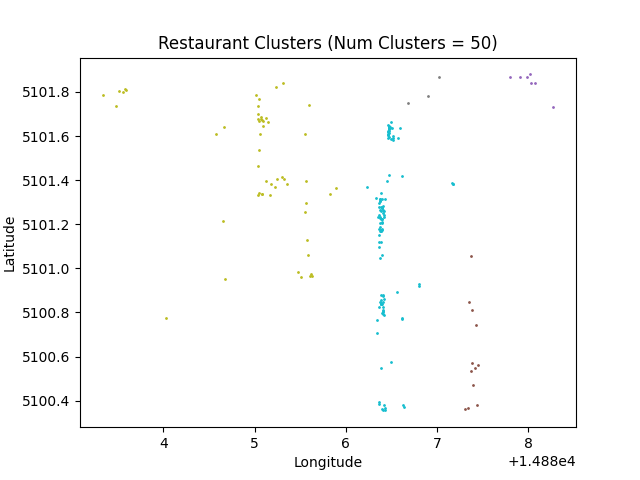 Restaurant Clusters (Num Clusters = 50)
5101.8
5101.6
5101.4
5101.2
5101.0
5100.8
5100.6
5100.4
Latitude
4 5 6 7 8
Longitude
+1.488e4